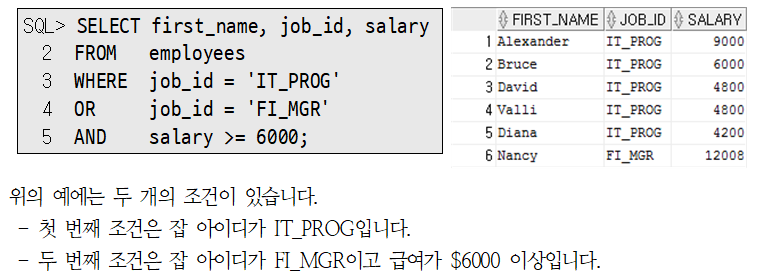 SQL> SELECT first_name, job_id, salary
2 FROM employees
3 WHERE job_id = 'IT_PROG'
4 OR job_id = 'FI_MGR'
5 AND salary >= 6000;
FIRST_NAME JOB_ID SALARY
1 Alexander IT_PROG 9000
2 Bruce IT_PROG 6000
3 David IT_PROG 4800
4 Valli IT_PROG 4800
5 Diana IT_PROG 4200
6 Nancy FI_MGR 12008
위의 예에는 두 개의 조건이 있습니다.
- 첫 번째 조건은 잡 아이디가 IT_PROG입니다.
- 두 번째 조건은 잡 아이디가 FI_MGR이고 급여가 $6000 이상입니다.